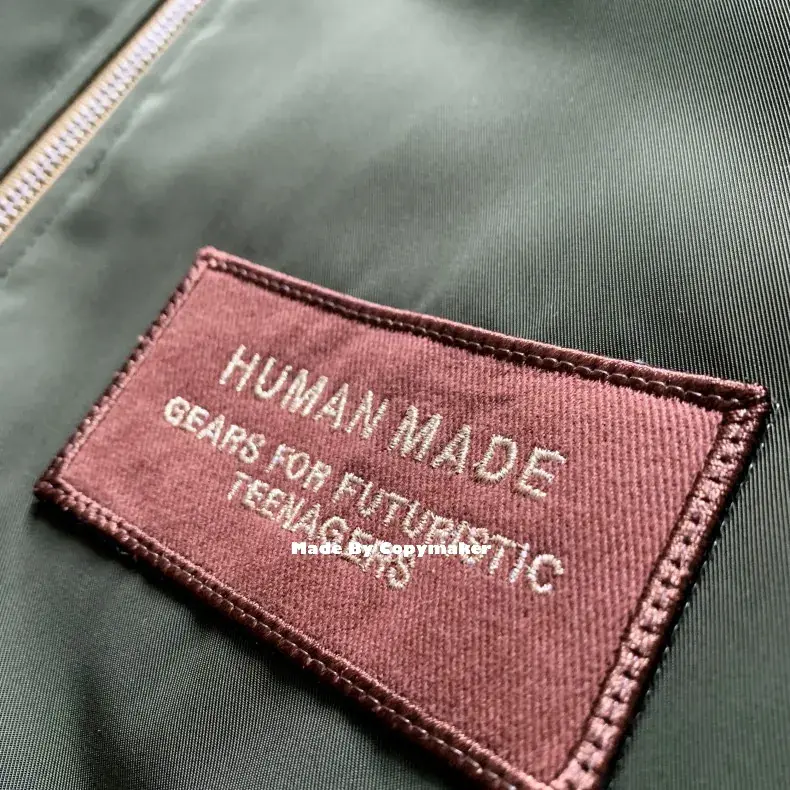 HUMAN MADE
GEARS FOR FUTURISTIC
TEENAGERS
Made By Copymaker